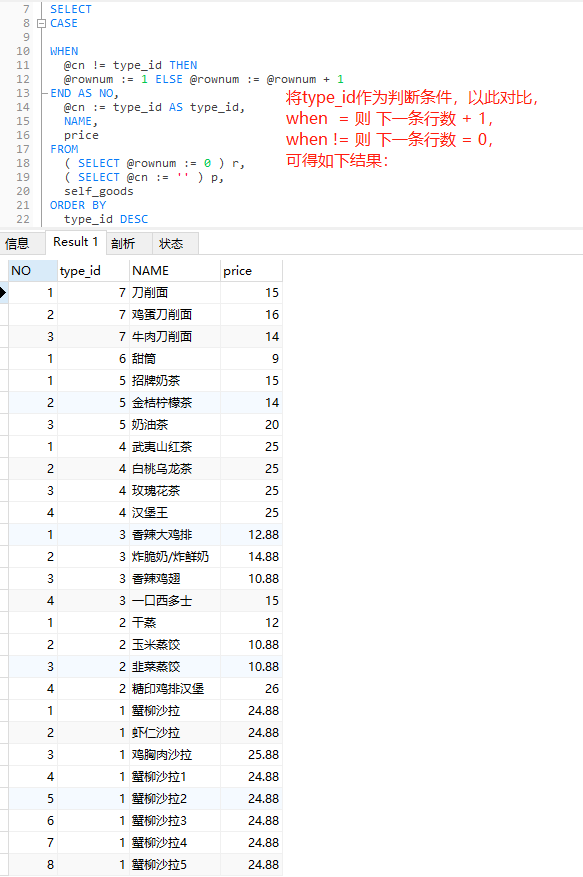 7 SELECT
8 CASE
9
10 WHEN
11 @cn != type_id THEN
12 @rownum := 1 ELSE @rownum := @rownum + 1
13 END AS NO,
14 @cn := type_id AS type_id,
15 NAME,
16 price
17 FROM
18 ( SELECT @rownum := 0 ) r,
19 ( SELECT @cn := '' ) p,
20 self_goods
21 ORDER BY
22 type_id DESC
将type_id作为判断条件，以此对比，
when = 则 下一条行数 + 1，
when != 则 下一条行数 = 0，
可得如下结果：
信息 Result 1 剖析 状态
NO type_id NAME price
1 7 刀削面 15
2 7 鸡蛋刀削面 16
3 7 牛肉刀削面 14
1 6 甜筒 9
1 5 招牌奶茶 15
2 5 金桔柠檬茶 14
3 5 奶油茶 20
1 4 武夷山红茶 25
2 4 白桃乌龙茶 25
3 4 玫瑰花茶 25
4 4 汉堡王 25
1 3 香辣大鸡排 12.88
2 3 炸脆奶/炸鲜奶 14.88
3 3 香辣鸡翅 10.88
4 3 一口西多士 15
1 2 干蒸 12
2 2 玉米蒸饺 10.88
3 2 韭菜蒸饺 10.88
4 2 糖印鸡排汉堡 26
1 1 蟹柳沙拉 24.88
2 1 虾仁沙拉 24.88
3 1 鸡胸肉沙拉 25.88
4 1 蟹柳沙拉1 24.88
5 1 蟹柳沙拉2 24.88
6 1 蟹柳沙拉3 24.88
7 1 蟹柳沙拉4 24.88
8 1 蟹柳沙拉5 24.88